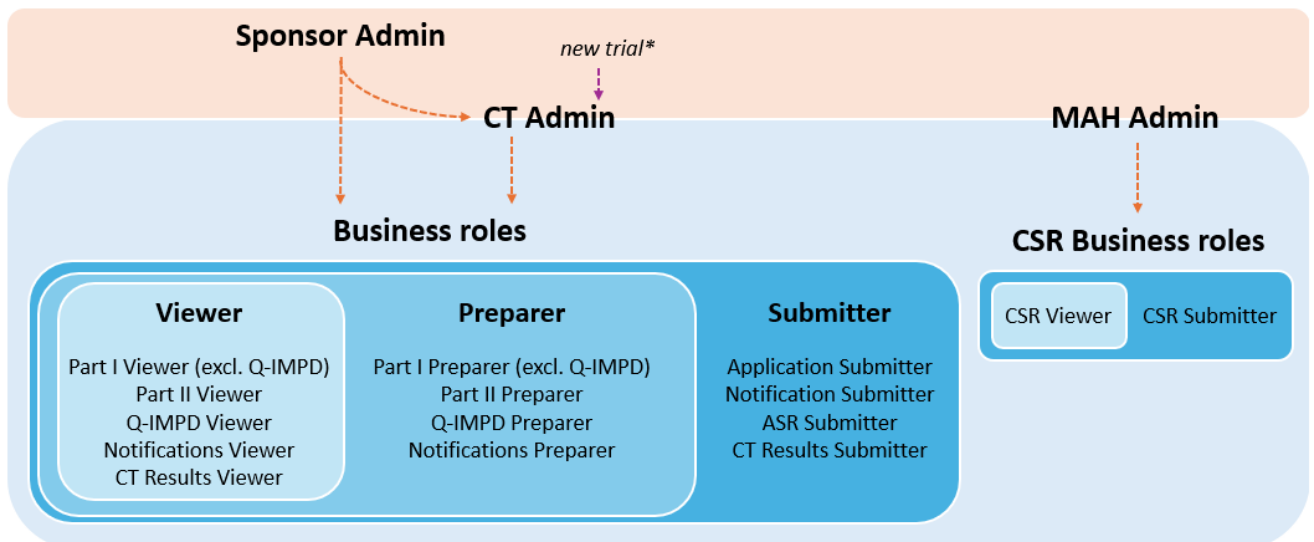 Sponsor Admin
new trial*
CT Admin
MAH Admin
Business roles
CSR Business roles
Viewer
Part I Viewer (excl. Q-IMPD)
Part II Viewer
Q-IMPD Viewer
Notifications Viewer
CT Results Viewer
Preparer
Part I Preparer (excl. Q-IMPD)
Part II Preparer
Q-IMPD Preparer
Notifications Preparer
Submitter
Application Submitter
Notification Submitter
ASR Submitter
CT Results Submitter
CSR Viewer
CSR Submitter